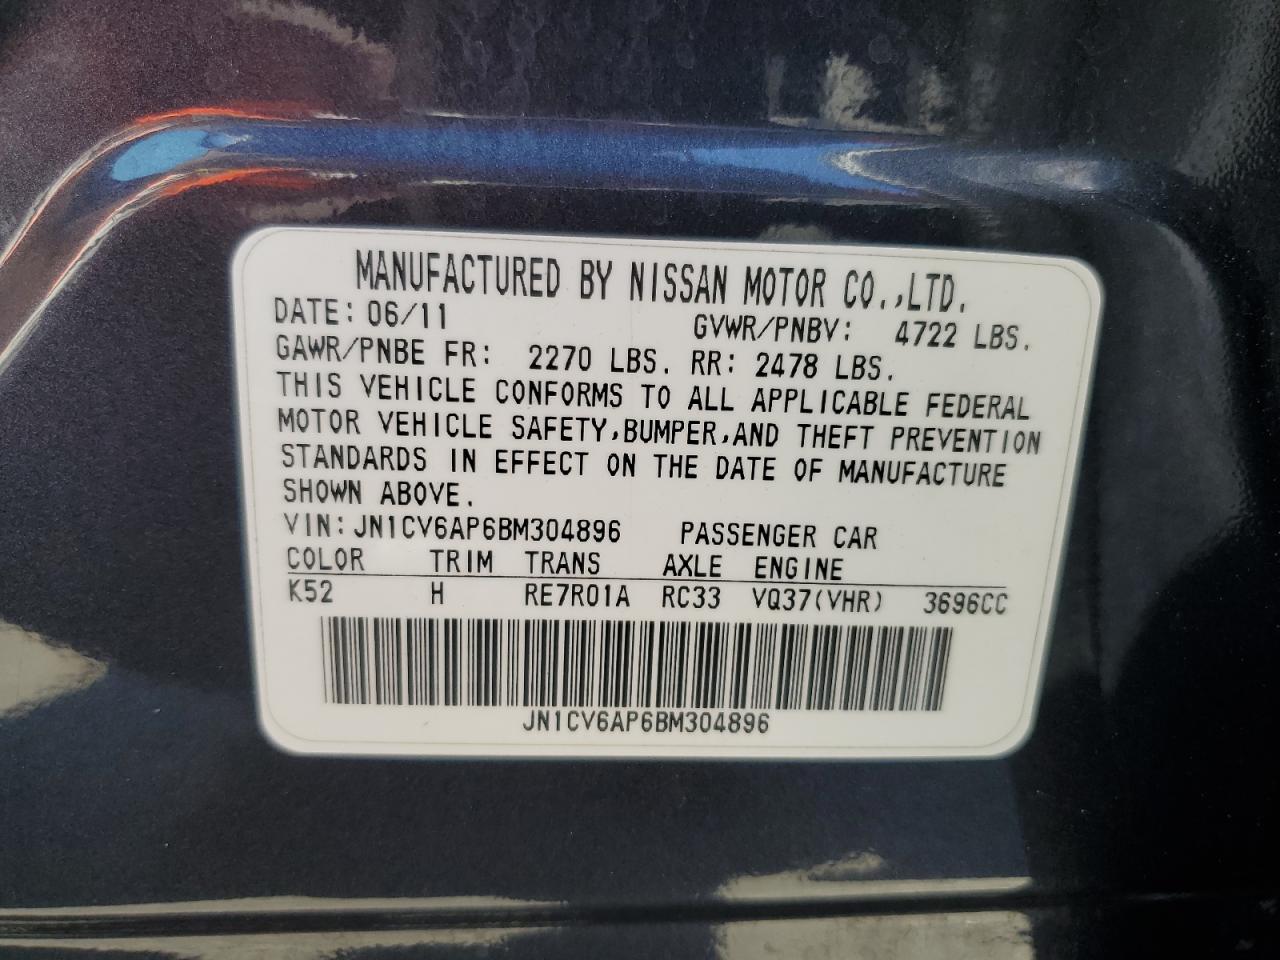 MANUFACTURED BY NISSAN MOTOR CO.,LTD.
DATE: 06/11 GVWR/PNBV: 4722 LBS.
GAWR/PNBE FR: 2270 LBS. RR: 2478 LBS.
THIS VEHICLE CONFORMS TO ALL APPLICABLE FEDERAL
MOTOR VEHICLE SAFETY,BUMPER,AND THEFT PREVENTION
STANDARDS IN EFFECT ON THE DATE OF MANUFACTURE
SHOWN ABOVE.
VIN: JN1CV6AP6BM304896 PASSENGER CAR
COLOR TRIM TRANS AXLE ENGINE
K52 H RE7R01A RC33 VQ37(VHR) 3696CC
JN1CV6AP6BM304896